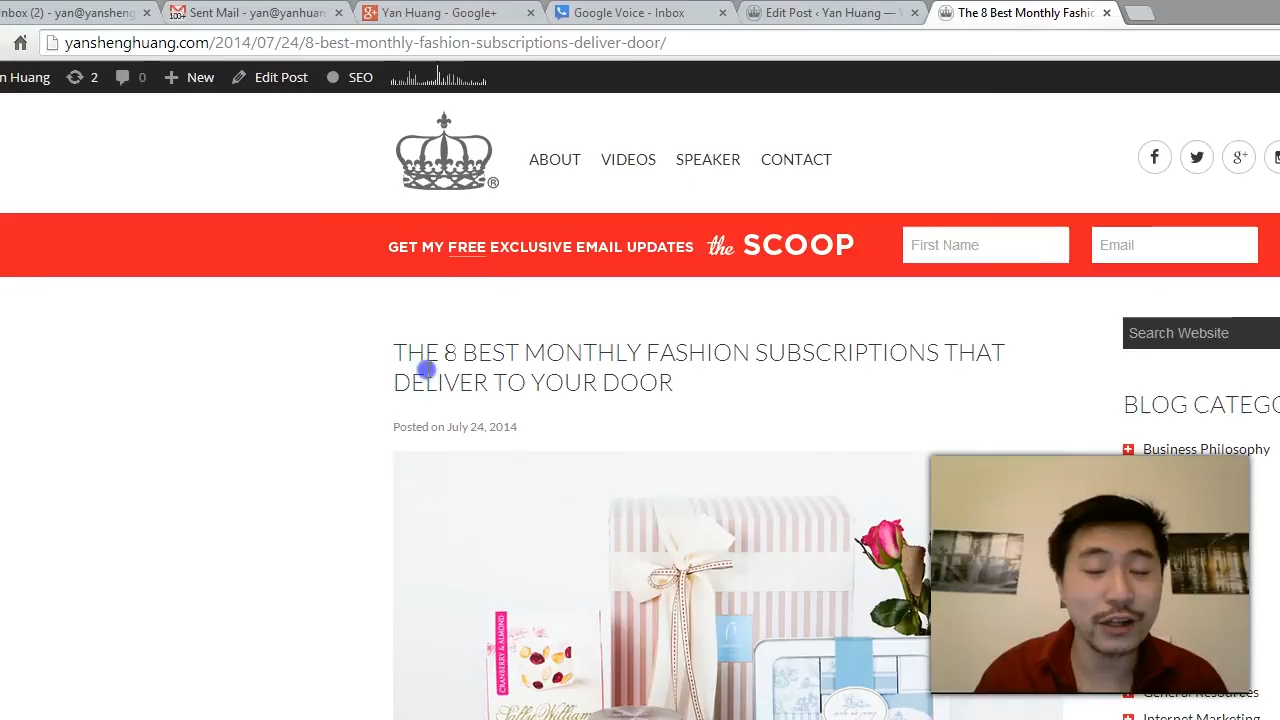 nbox (2) - yan@yansheng
Sent Mail - yan@yanhuan
Yan Huang - Google+
Google Voice - Inbox
Edit Post ‹ Yan Huang — V
The 8 Best Monthly Fashio
yanshenghuang.com/2014/07/24/8-best-monthly-fashion-subscriptions-deliver-door/
n Huang 2 0 + New Edit Post SEO
®
ABOUT VIDEOS SPEAKER CONTACT
GET MY FREE EXCLUSIVE EMAIL UPDATES the SCOOP First Name Email
Search Website
THE 8 BEST MONTHLY FASHION SUBSCRIPTIONS THAT
DELIVER TO YOUR DOOR
Posted on July 24, 2014
BLOG CATEGO
Business Philosophy
CRANBERRY & ALMOND
General Resources
Internet Marketing